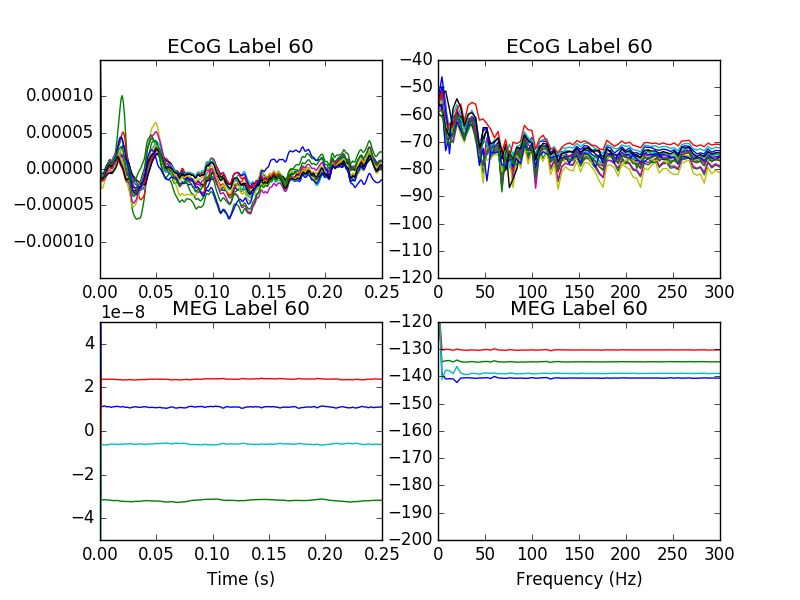 ECoG Label 60
ECoG Label 60
0.00010
0.00005
0.00000
−0.00005
−0.00010
0.00 0.05 0.10 0.15 0.20 0.25
−40
−50
−60
−70
−80
−90
−100
−110
−120
0 50 100 150 200 250 300
1e−8
MEG Label 60
MEG Label 60
4
2
0
−2
−4
0.00 0.05 0.10 0.15 0.20 0.25
Time (s)
−120
−130
−140
−150
−160
−170
−180
−190
−200
0 50 100 150 200 250 300
Frequency (Hz)